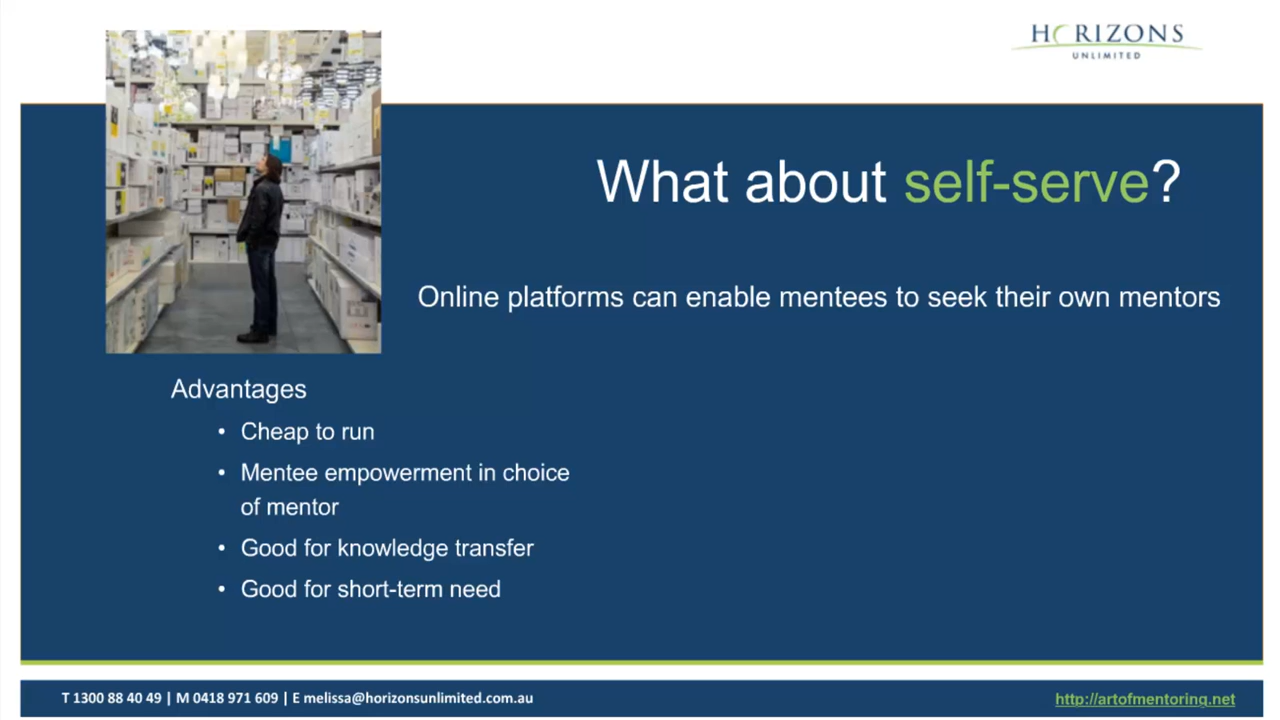 HORIZONS
UNLIMITED
What about self-serve?
Online platforms can enable mentees to seek their own mentors
Advantages
• Cheap to run
• Mentee empowerment in choice
of mentor
• Good for knowledge transfer
• Good for short-term need
T 1300 88 40 49 | M 0418 971 609 | E melissa@horizonsunlimited.com.au
http://artofmentoring.net